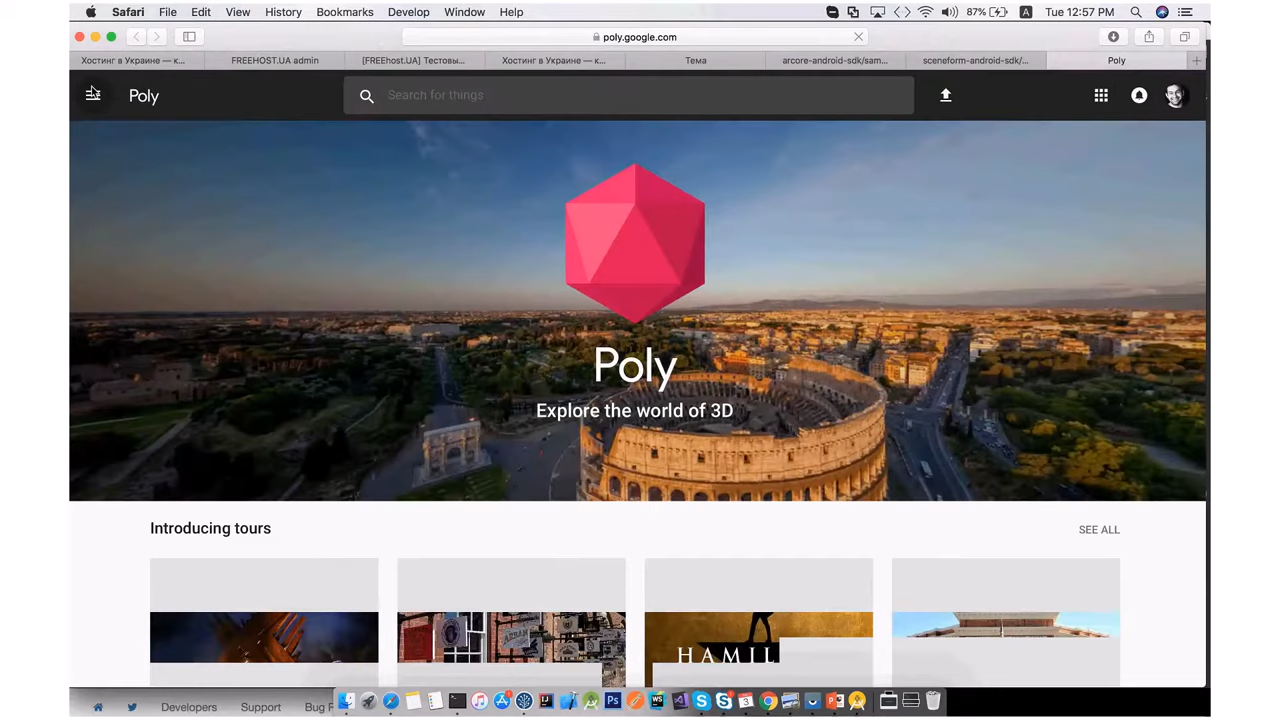 Safari File Edit View History Bookmarks Develop Window Help 87% A Tue 12:57 PM
poly.google.com
Хостинг в Украине — к... FREEHOST.UA admin [FREEhost.UA] Тестовы... Хостинг в Украине — к... Тема arcore-android-sdk/sam... sceneform-android-sdk/... Poly
Poly Search for things
Poly
Explore the world of 3D
Introducing tours SEE ALL
HAMIL
Developers Support Bug